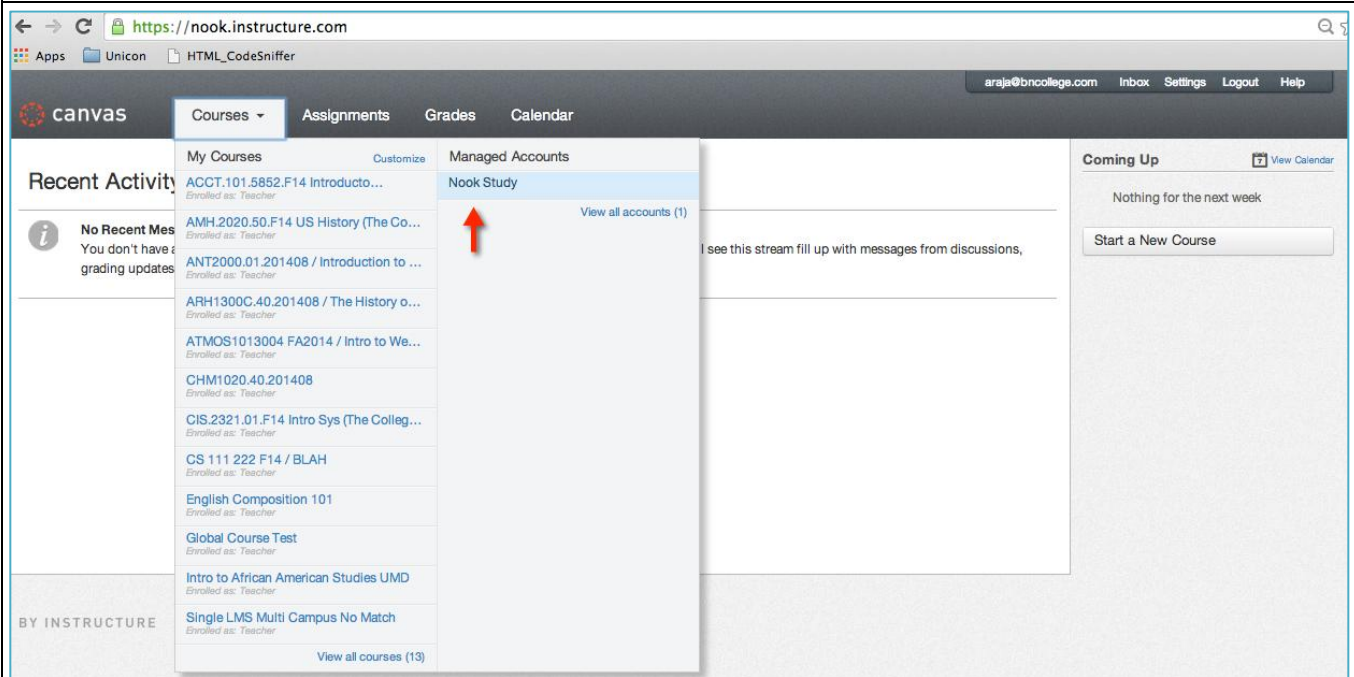 https://nook.instructure.com
Apps Unicon HTML_CodeSniffer
araja@bncollege.com Inbox Settings Logout Help
canvas Courses Assignments Grades Calendar
My Courses Customize
ACCT.101.5852.F14 Introducto...
Enrolled as: Teacher
AMH.2020.50.F14 US History (The Co...
Enrolled as: Teacher
ANT2000.01.201408 / Introduction to ...
Enrolled as: Teacher
ARH1300C.40.201408 / The History o...
Enrolled as: Teacher
ATMOS1013004 FA2014 / Intro to We...
Enrolled as: Teacher
CHM1020.40.201408
Enrolled as: Teacher
CIS.2321.01.F14 Intro Sys (The Colleg...
Enrolled as: Teacher
CS 111 222 F14 / BLAH
Enrolled as: Teacher
English Composition 101
Enrolled as: Teacher
Global Course Test
Enrolled as: Teacher
Intro to African American Studies UMD
Enrolled as: Teacher
Single LMS Multi Campus No Match
Enrolled as: Teacher
View all courses (13)
Managed Accounts
Nook Study
View all accounts (1)
Recent Activity
No Recent Mes
You don't have a
grading updates
l see this stream fill up with messages from discussions,
Coming Up 7 View Calendar
Nothing for the next week
Start a New Course
BY INSTRUCTURE